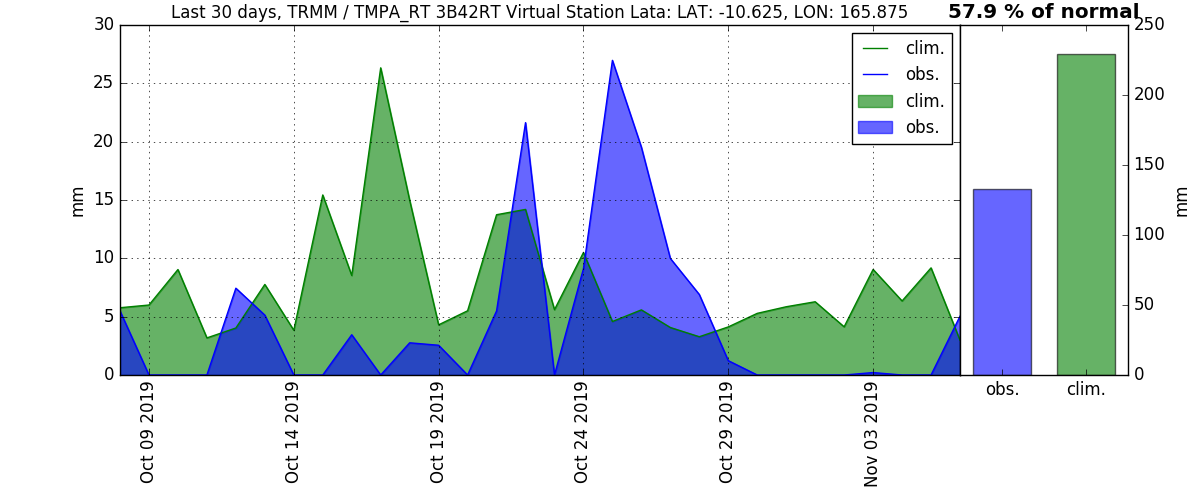 Last 30 days, TRMM / TMPA_RT 3B42RT Virtual Station Lata: LAT: -10.625, LON: 165.875
57.9 % of normal
30
25
20
15
10
5
0
mm
clim.
obs.
clim.
obs.
Oct 09 2019
Oct 14 2019
Oct 19 2019
Oct 24 2019
Oct 29 2019
Nov 03 2019
250
200
150
100
50
0
mm
obs.
clim.